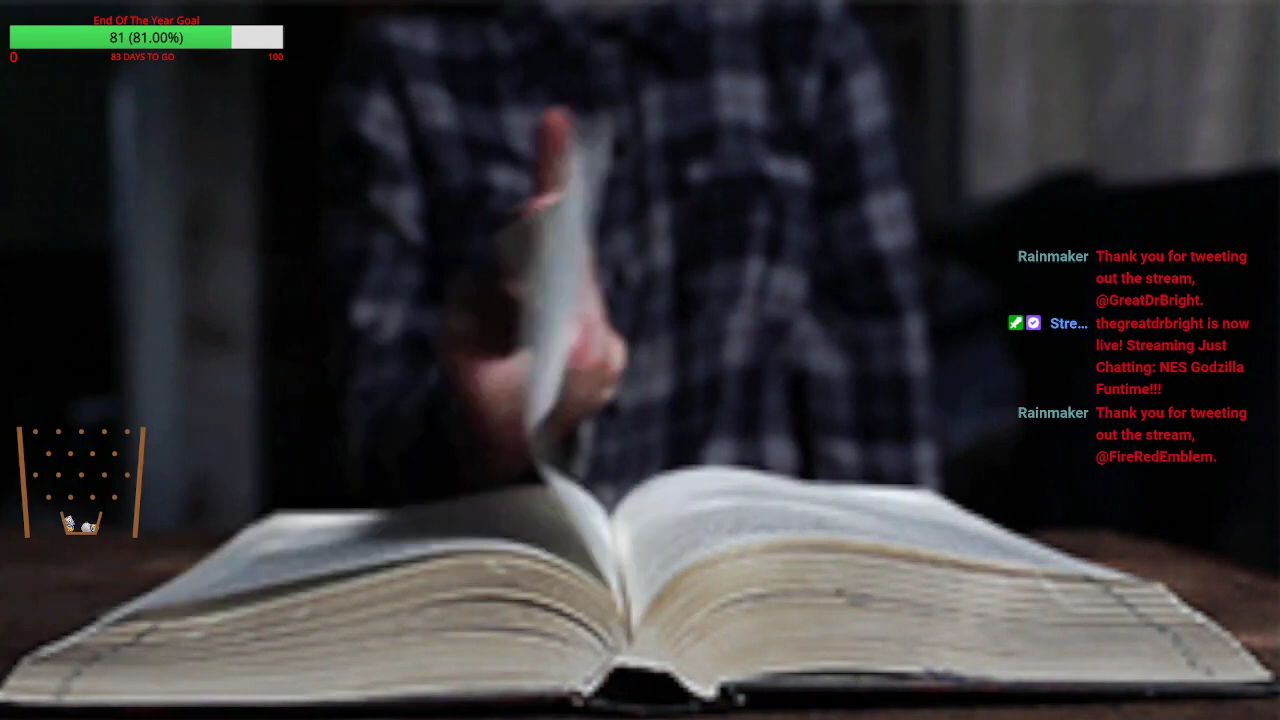 End Of The Year Goal
81 (81.00%)
0 83 DAYS TO GO 100
Rainmaker Thank you for tweeting
out the stream,
@GreatDrBright.
Stre... thegreatdrbright is now
live! Streaming Just
Chatting: NES Godzilla
Funtime!!!
Rainmaker Thank you for tweeting
out the stream,
@FireRedEmblem.